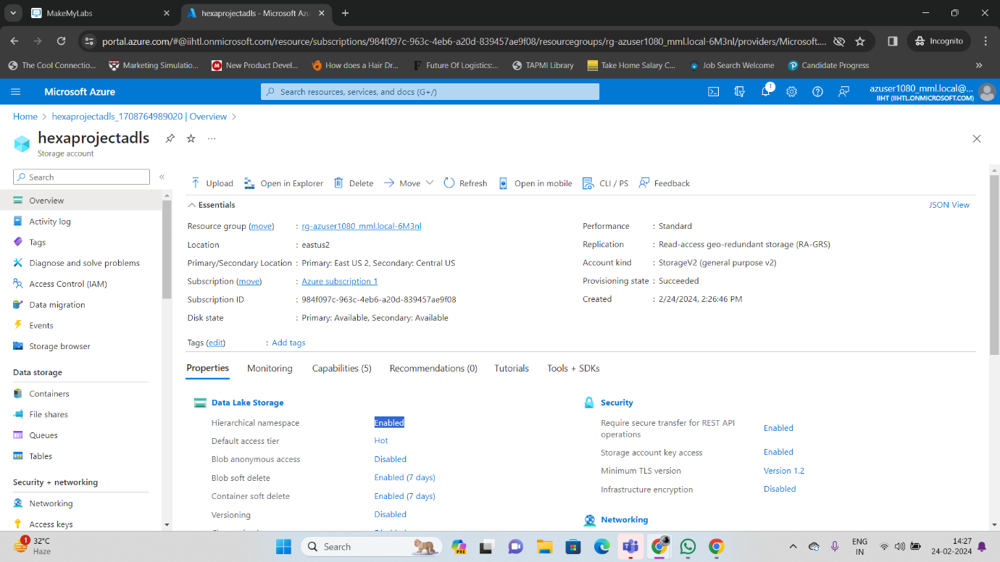 MakeMyLabs
hexaprojectadls - Microsoft Azu
portal.azure.com/#@iihtl.onmicrosoft.com/resource/subscriptions/984f097c-963c-4eb6-a20d-839457ae9f08/resourcegroups/rg-azuser1080_mml.local-6M3nl/providers/Microsoft....
Incognito
The Cool Connectio...
Marketing Simulatio...
New Product Devel...
How does a Hair Dr...
Future Of Logistics:...
TAPMI Library
Take Home Salary C...
Job Search Welcome
Candidate Progress
Microsoft Azure
Search resources, services, and docs (G+/)
1
azuser1080_mml.local@...
IIHT (IIHTL.ONMICROSOFT.COM)
Home > hexaprojectadls_1708764989020 | Overview >
hexaprojectadls
Storage account
Search
Overview
Activity log
Tags
Diagnose and solve problems
Access Control (IAM)
Data migration
Events
Storage browser
Data storage
Containers
File shares
Queues
Tables
Security + networking
Networking
Access keys
Upload Open in Explorer Delete Move Refresh Open in mobile CLI / PS Feedback
Essentials
JSON View
Resource group (move) : rg-azuser1080_mml.local-6M3nl
Location : eastus2
Primary/Secondary Location : Primary: East US 2, Secondary: Central US
Subscription (move) : Azure subscription 1
Subscription ID : 984f097c-963c-4eb6-a20d-839457ae9f08
Disk state : Primary: Available, Secondary: Available
Tags (edit) : Add tags
Performance : Standard
Replication : Read-access geo-redundant storage (RA-GRS)
Account kind : StorageV2 (general purpose v2)
Provisioning state : Succeeded
Created : 2/24/2024, 2:26:46 PM
Properties Monitoring Capabilities (5) Recommendations (0) Tutorials Tools + SDKs
Data Lake Storage
Hierarchical namespace Enabled
Default access tier Hot
Blob anonymous access Disabled
Blob soft delete Enabled (7 days)
Container soft delete Enabled (7 days)
Versioning Disabled
Security
Require secure transfer for REST API
operations Enabled
Storage account key access Enabled
Minimum TLS version Version 1.2
Infrastructure encryption Disabled
Networking
1
32°C
Haze
Search
PRE
ENG
IN
14:27
24-02-2024